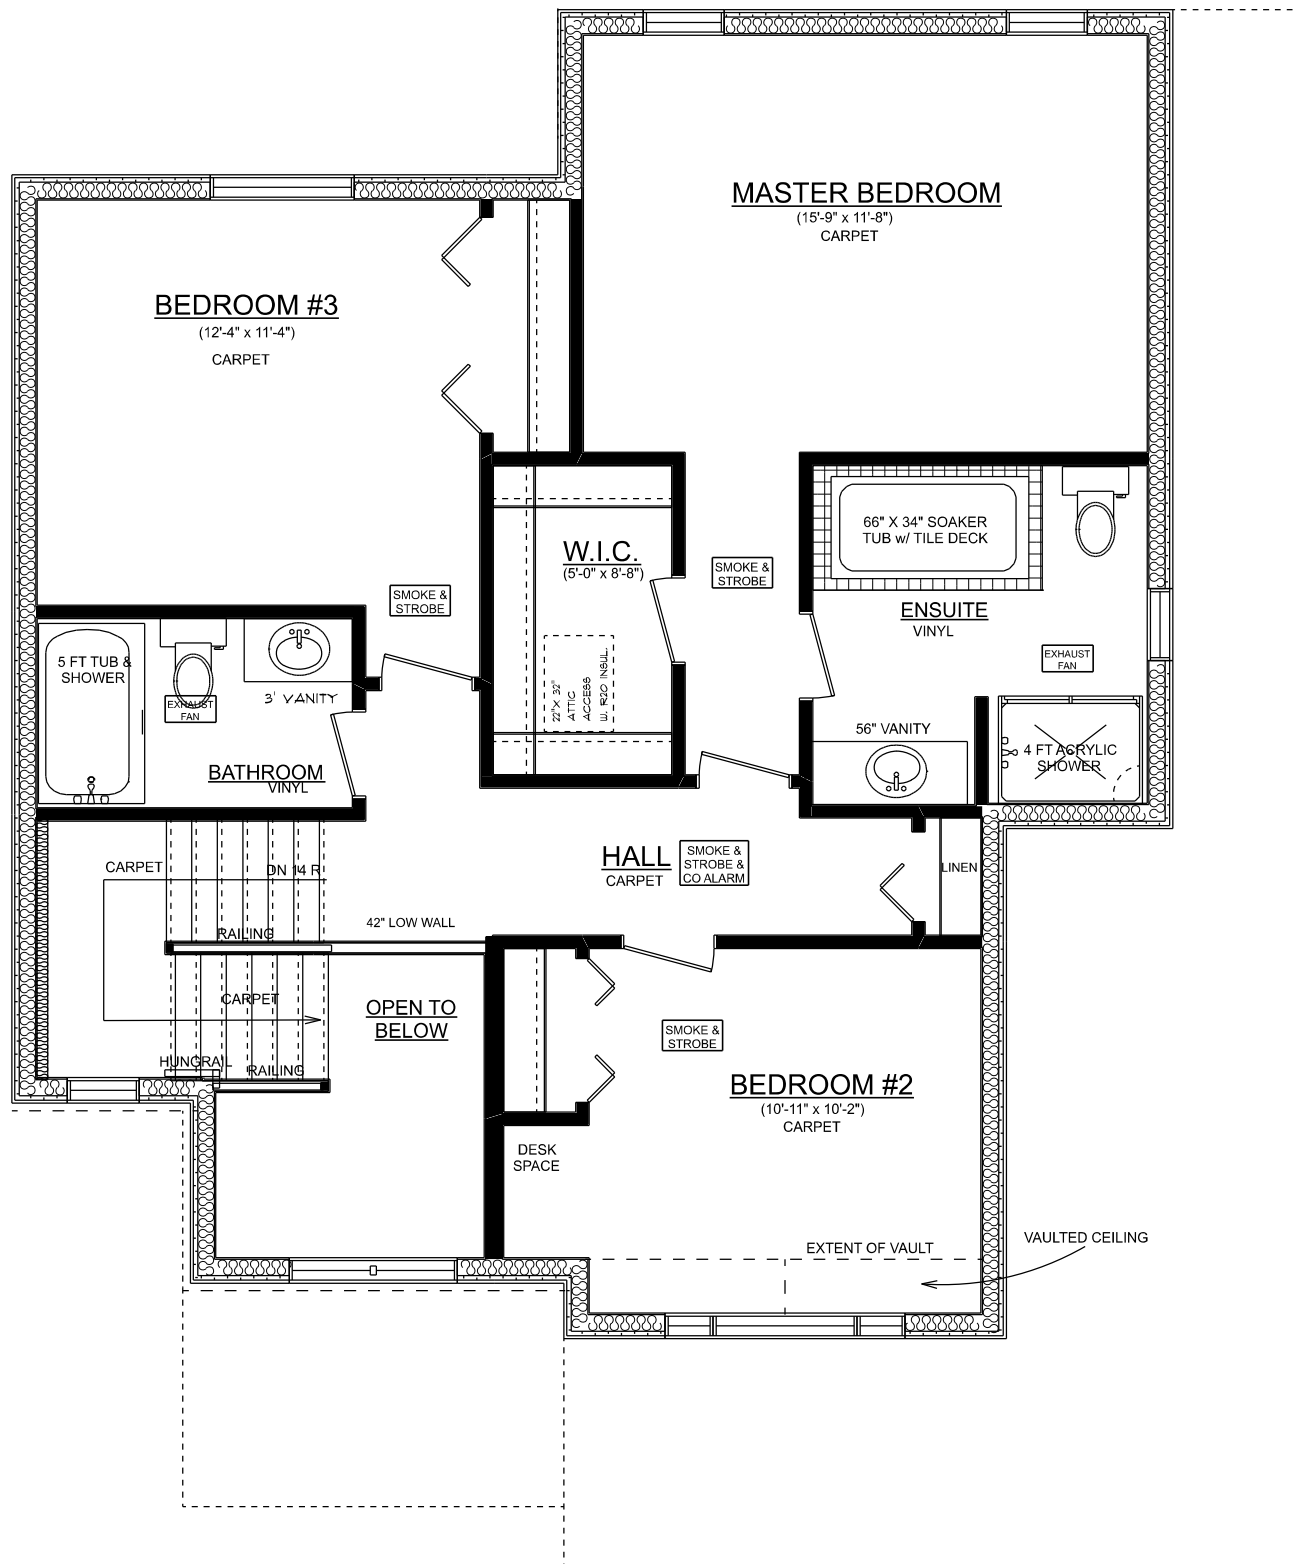 MASTER BEDROOM
(15'-9" x 11'-8")
CARPET
BEDROOM #3
(12'-4" x 11'-4")
CARPET
66" X 34" SOAKER
TUB w/ TILE DECK
W.I.C.
(5'-0" x 8'-8")
SMOKE &
STROBE
SMOKE &
STROBE
ENSUITE
VINYL
EXHAUST
FAN
5 FT TUB &
SHOWER
3' VANITY
EXHAUST
FAN
22"X 32"
ATTIC
ACCESS
W. R20 INSUL.
56" VANITY
4 FT ACRYLIC
SHOWER
BATHROOM
VINYL
HALL
CARPET
SMOKE &
STROBE &
CO ALARM
LINEN
CARPET
DN 14 R
42" LOW WALL
RAILING
CARPET
OPEN TO
BELOW
HUNGRAIL
RAILING
SMOKE &
STROBE
BEDROOM #2
(10'-11" x 10'-2")
CARPET
DESK
SPACE
EXTENT OF VAULT
VAULTED CEILING